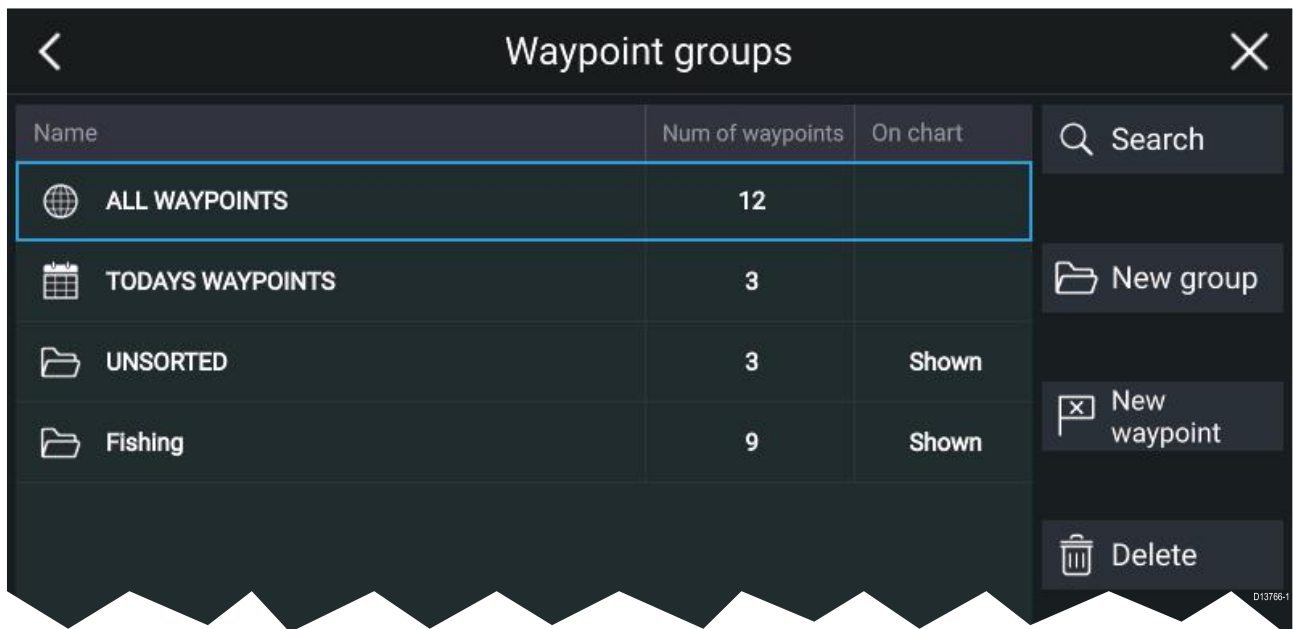 Waypoint groups
Name Num of waypoints On chart
Search
ALL WAYPOINTS 12
TODAYS WAYPOINTS 3
New group
UNSORTED 3 Shown
New
waypoint
Fishing 9 Shown
Delete
D13766-1